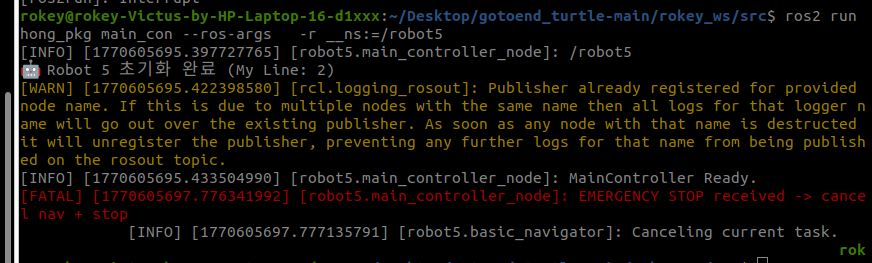 rokey@rokey-Victus-by-HP-Laptop-16-d1xxx:~/Desktop/gotoend_turtle-main/rokey_ws/src$ ros2 run
hong_pkg main_con --ros-args   -r __ns:=/robot5
[INFO] [1770605695.397727765] [robot5.main_controller_node]: /robot5
🤖 Robot 5 초기화 완료 (My Line: 2)
[WARN] [1770605695.422398580] [rcl.logging_rosout]: Publisher already registered for provided
node name. If this is due to multiple nodes with the same name then all logs for that logger n
ame will go out over the existing publisher. As soon as any node with that name is destructed
it will unregister the publisher, preventing any further logs for that name from being publish
ed on the rosout topic.
[INFO] [1770605695.433504990] [robot5.main_controller_node]: MainController Ready.
[FATAL] [1770605697.776341992] [robot5.main_controller_node]: EMERGENCY STOP received -> cance
l nav + stop
[INFO] [1770605697.777135791] [robot5.basic_navigator]: Canceling current task.
rok